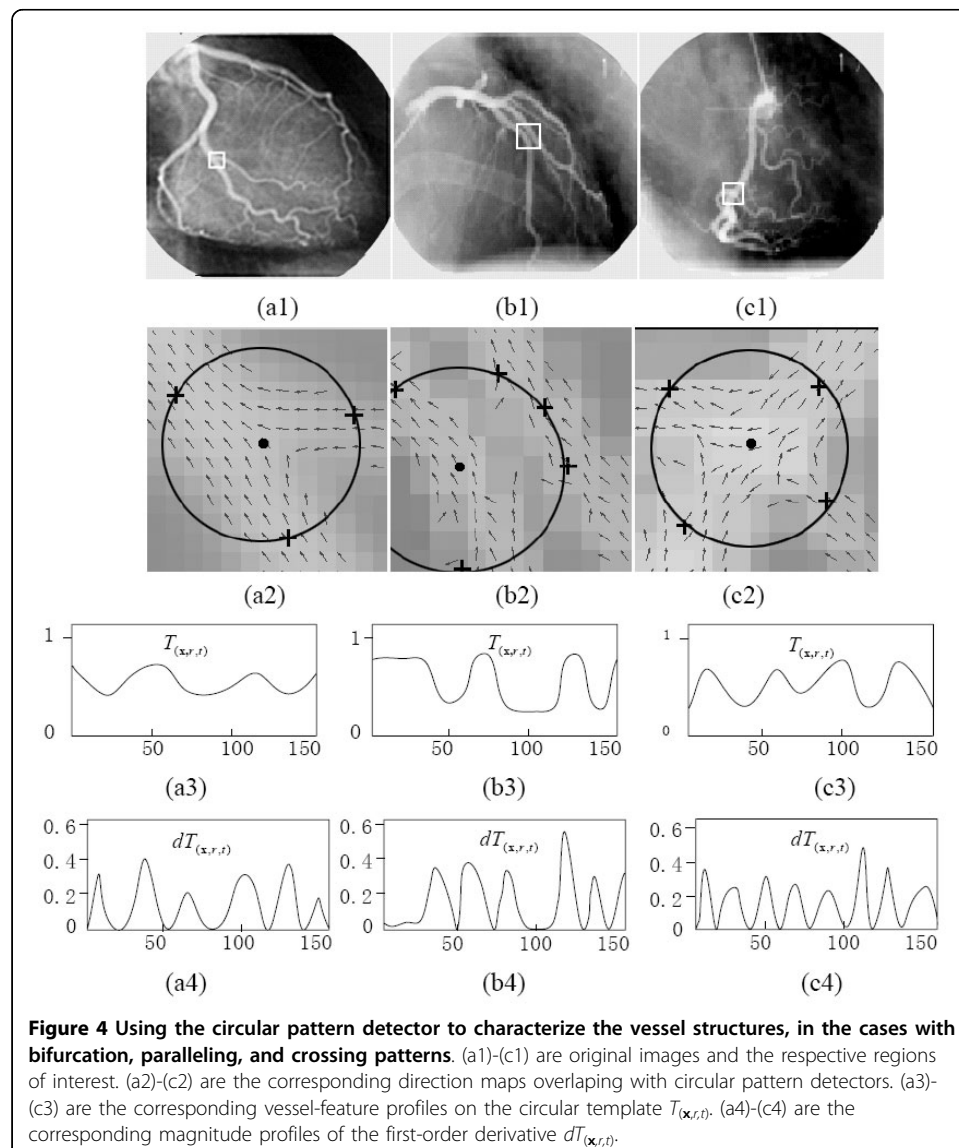 (a1) (b1) (c1)
(a2) (b2) (c2)
T(x,r,t) T(x,r,t) T(x,r,t)
1 1 1
0 0 0
50 100 150 50 100 150 50 100 150
(a3) (b3) (c3)
dT(x,r,t) dT(x,r,t) dT(x,r,t)
0.6 0.6 0.6
0.4 0.4 0.4
0.2 0.2 0.2
0 0 0
50 100 150 50 100 150 50 100 150
(a4) (b4) (c4)
Figure 4 Using the circular pattern detector to characterize the vessel structures, in the cases with
bifurcation, paralleling, and crossing patterns. (a1)-(c1) are original images and the respective regions
of interest. (a2)-(c2) are the corresponding direction maps overlaping with circular pattern detectors. (a3)-
(c3) are the corresponding vessel-feature profiles on the circular template T(x,r,t). (a4)-(c4) are the
corresponding magnitude profiles of the first-order derivative dT(x,r,t).